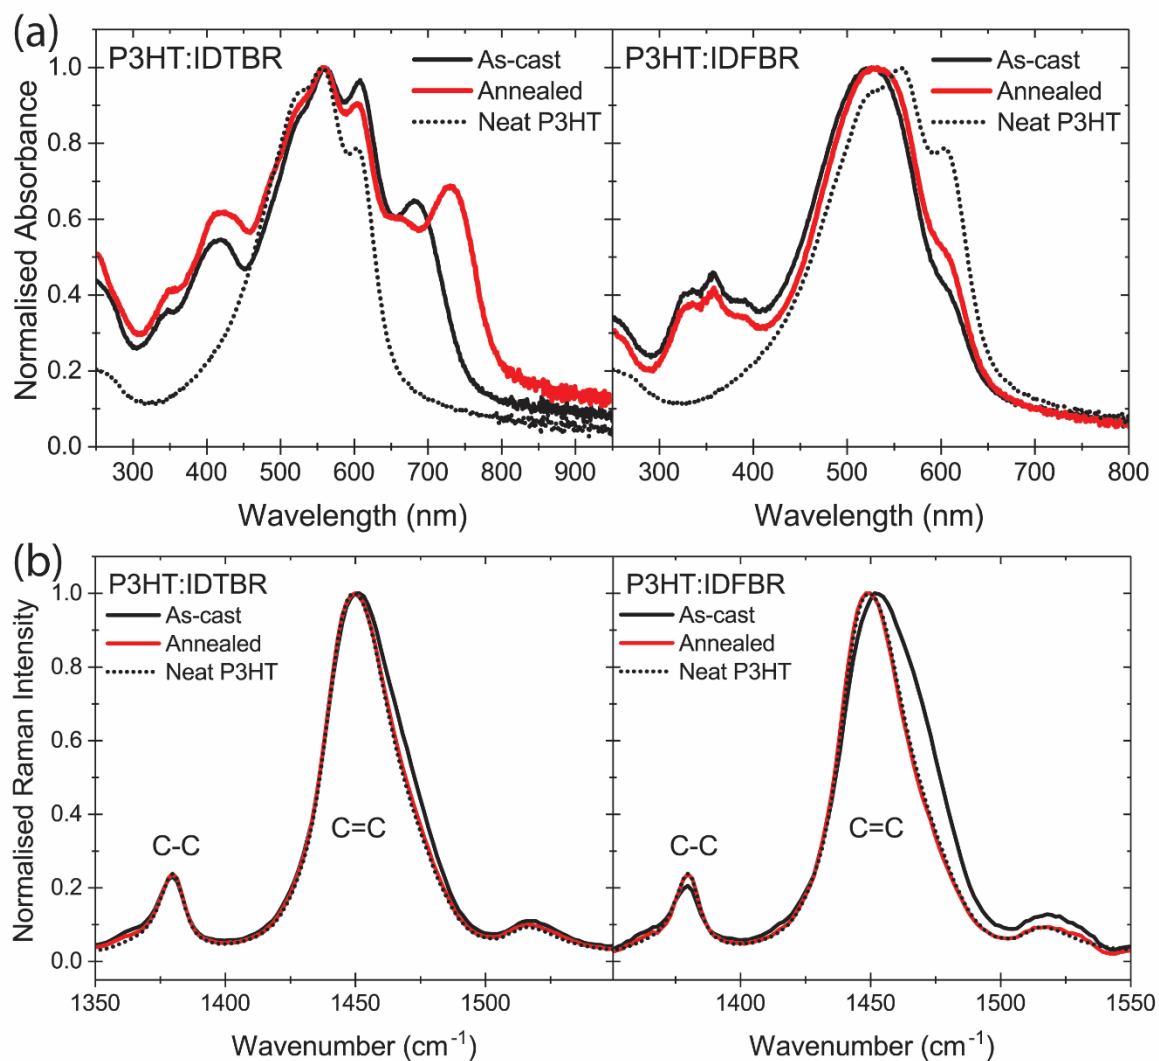 (a)
P3HT:IDTBR
As-cast
Annealed
Neat P3HT
P3HT:IDFBR
As-cast
Annealed
Neat P3HT
Normalised Absorbance
1.0
0.8
0.6
0.4
0.2
0.0
300 400 500 600 700 800 900
300 400 500 600 700 800
Wavelength (nm)
Wavelength (nm)
(b)
P3HT:IDTBR
As-cast
Annealed
Neat P3HT
C-C
C=C
P3HT:IDFBR
As-cast
Annealed
Neat P3HT
C-C
C=C
Normalised Raman Intensity
1.0
0.8
0.6
0.4
0.2
0.0
1350 1400 1450 1500
1400 1450 1500 1550
Wavenumber (cm⁻¹)
Wavenumber (cm⁻¹)